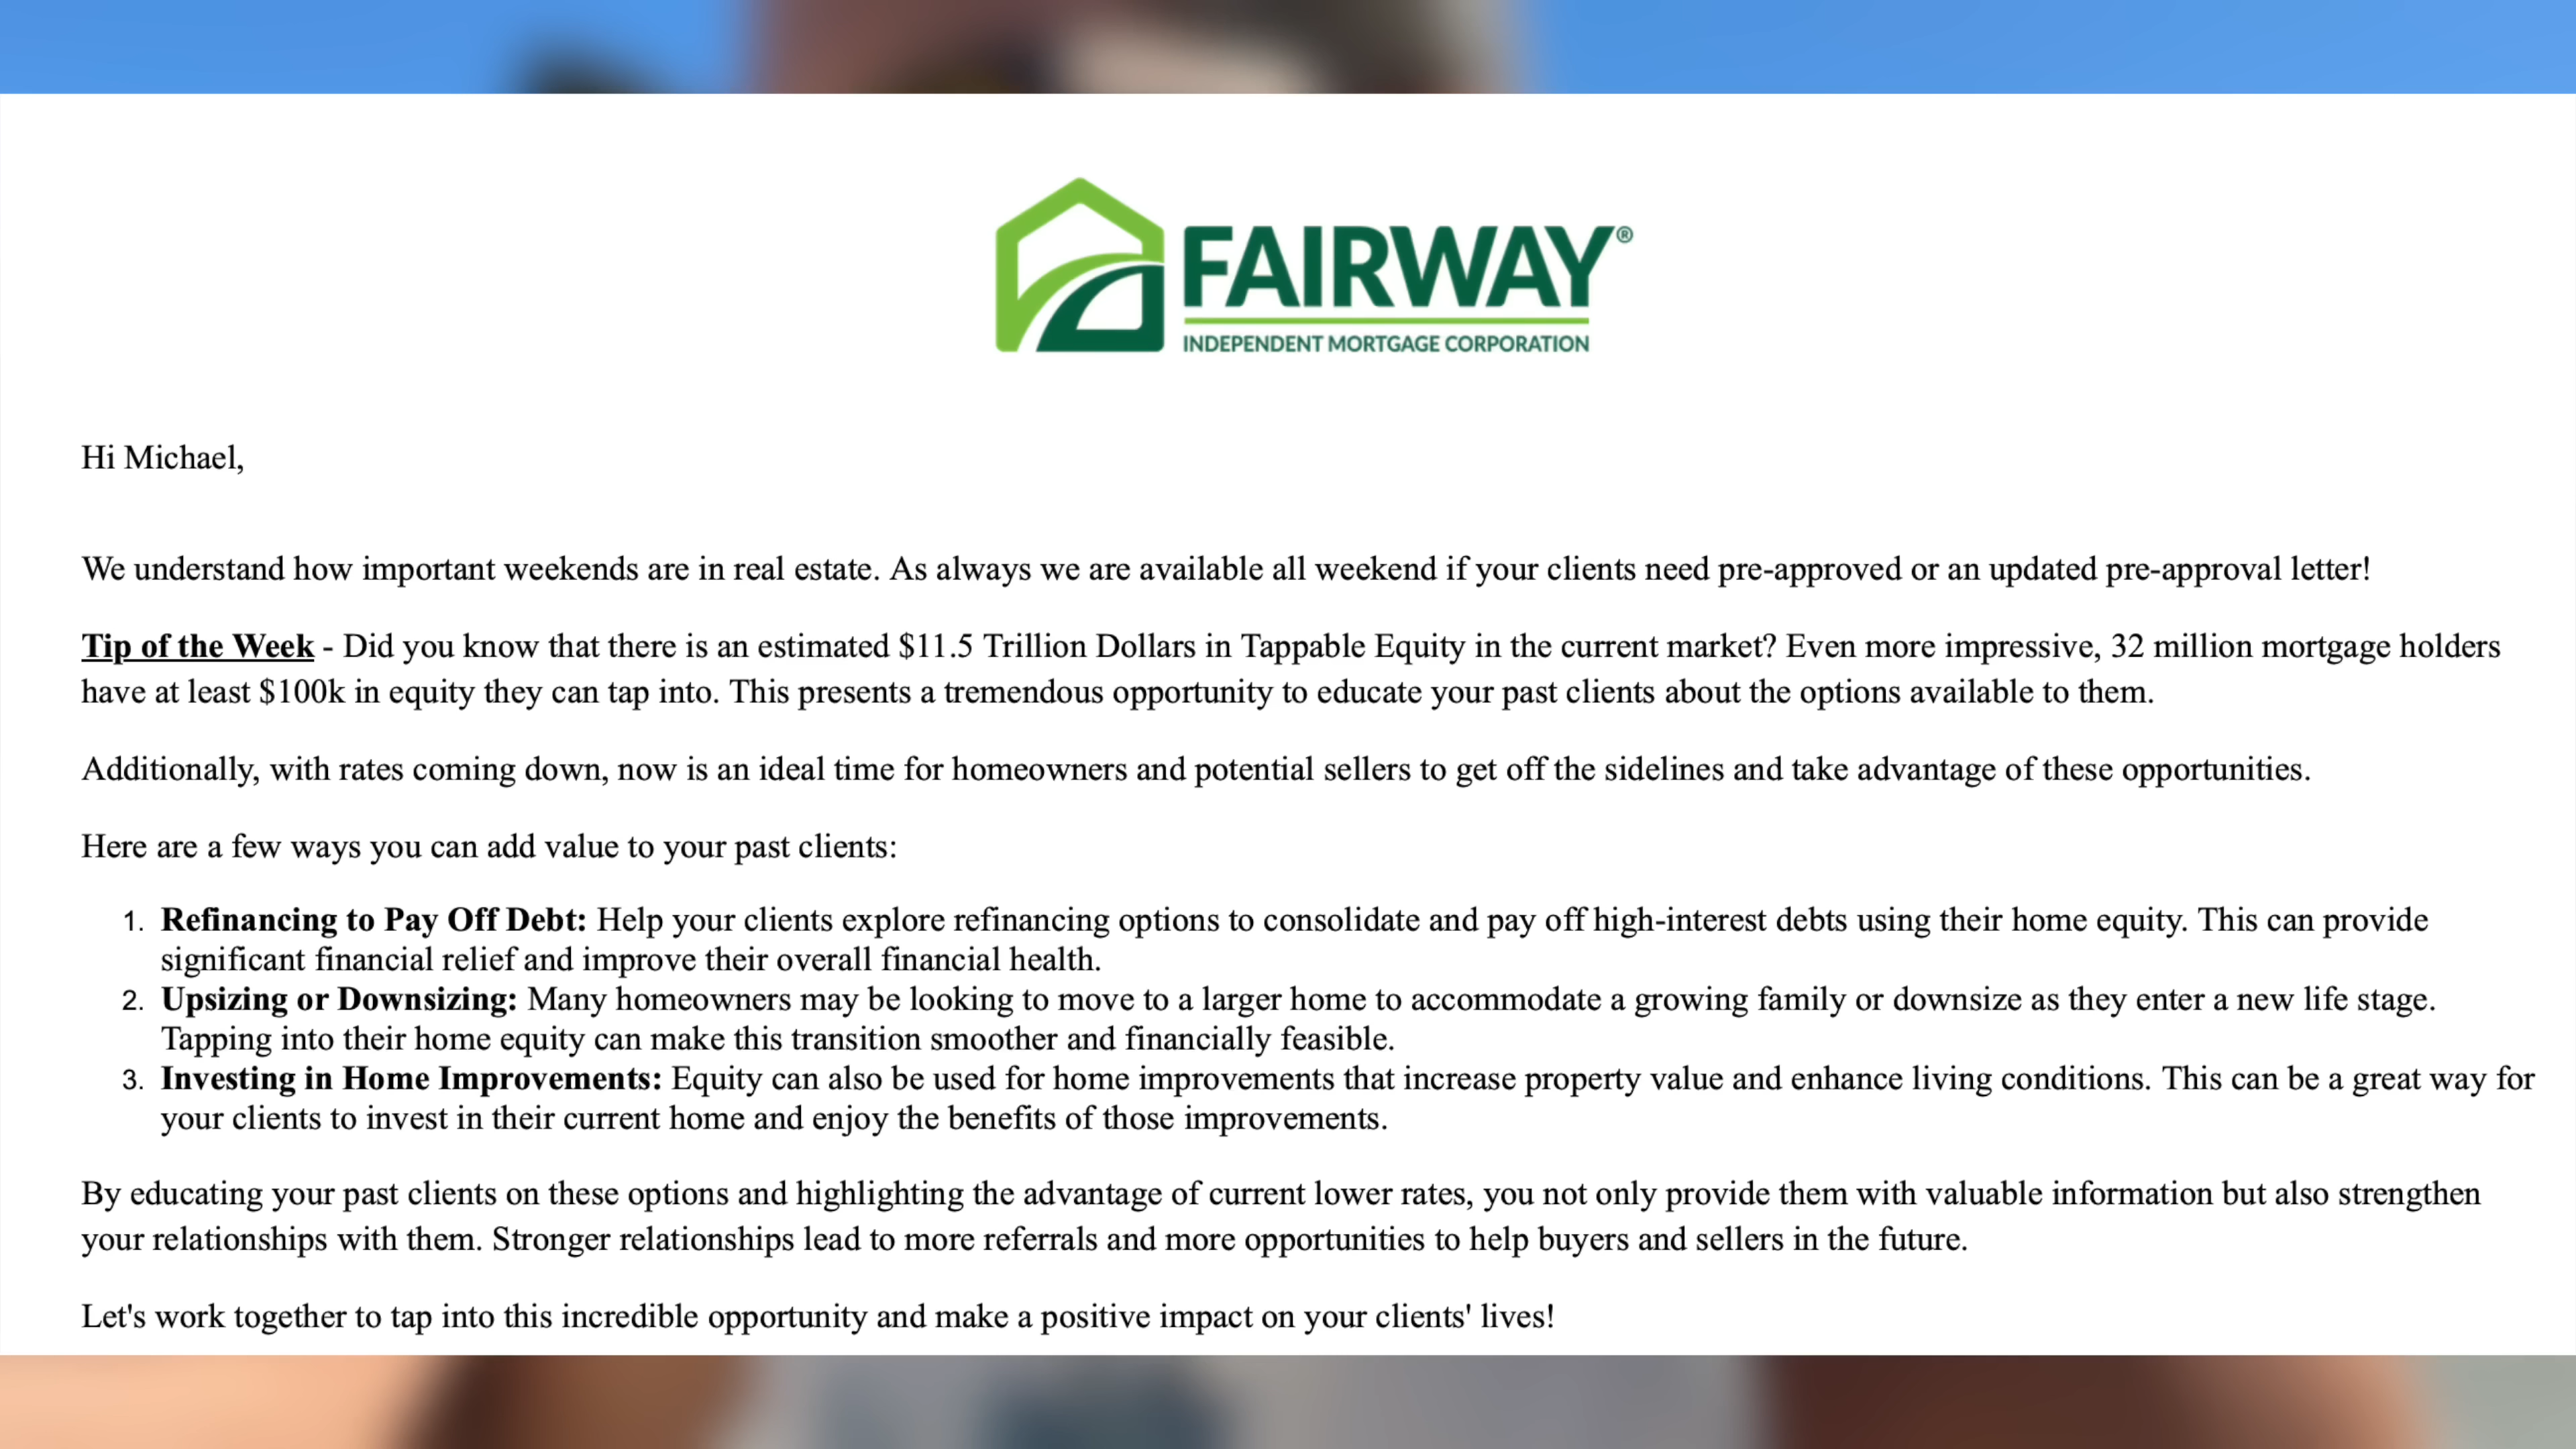 FAIRWAY®
INDEPENDENT MORTGAGE CORPORATION
Hi Michael,
We understand how important weekends are in real estate. As always we are available all weekend if your clients need pre-approved or an updated pre-approval letter!
Tip of the Week - Did you know that there is an estimated $11.5 Trillion Dollars in Tappable Equity in the current market? Even more impressive, 32 million mortgage holders
have at least $100k in equity they can tap into. This presents a tremendous opportunity to educate your past clients about the options available to them.
Additionally, with rates coming down, now is an ideal time for homeowners and potential sellers to get off the sidelines and take advantage of these opportunities.
Here are a few ways you can add value to your past clients:
1. Refinancing to Pay Off Debt: Help your clients explore refinancing options to consolidate and pay off high-interest debts using their home equity. This can provide
significant financial relief and improve their overall financial health.
2. Upsizing or Downsizing: Many homeowners may be looking to move to a larger home to accommodate a growing family or downsize as they enter a new life stage.
Tapping into their home equity can make this transition smoother and financially feasible.
3. Investing in Home Improvements: Equity can also be used for home improvements that increase property value and enhance living conditions. This can be a great way for
your clients to invest in their current home and enjoy the benefits of those improvements.
By educating your past clients on these options and highlighting the advantage of current lower rates, you not only provide them with valuable information but also strengthen
your relationships with them. Stronger relationships lead to more referrals and more opportunities to help buyers and sellers in the future.
Let's work together to tap into this incredible opportunity and make a positive impact on your clients' lives!